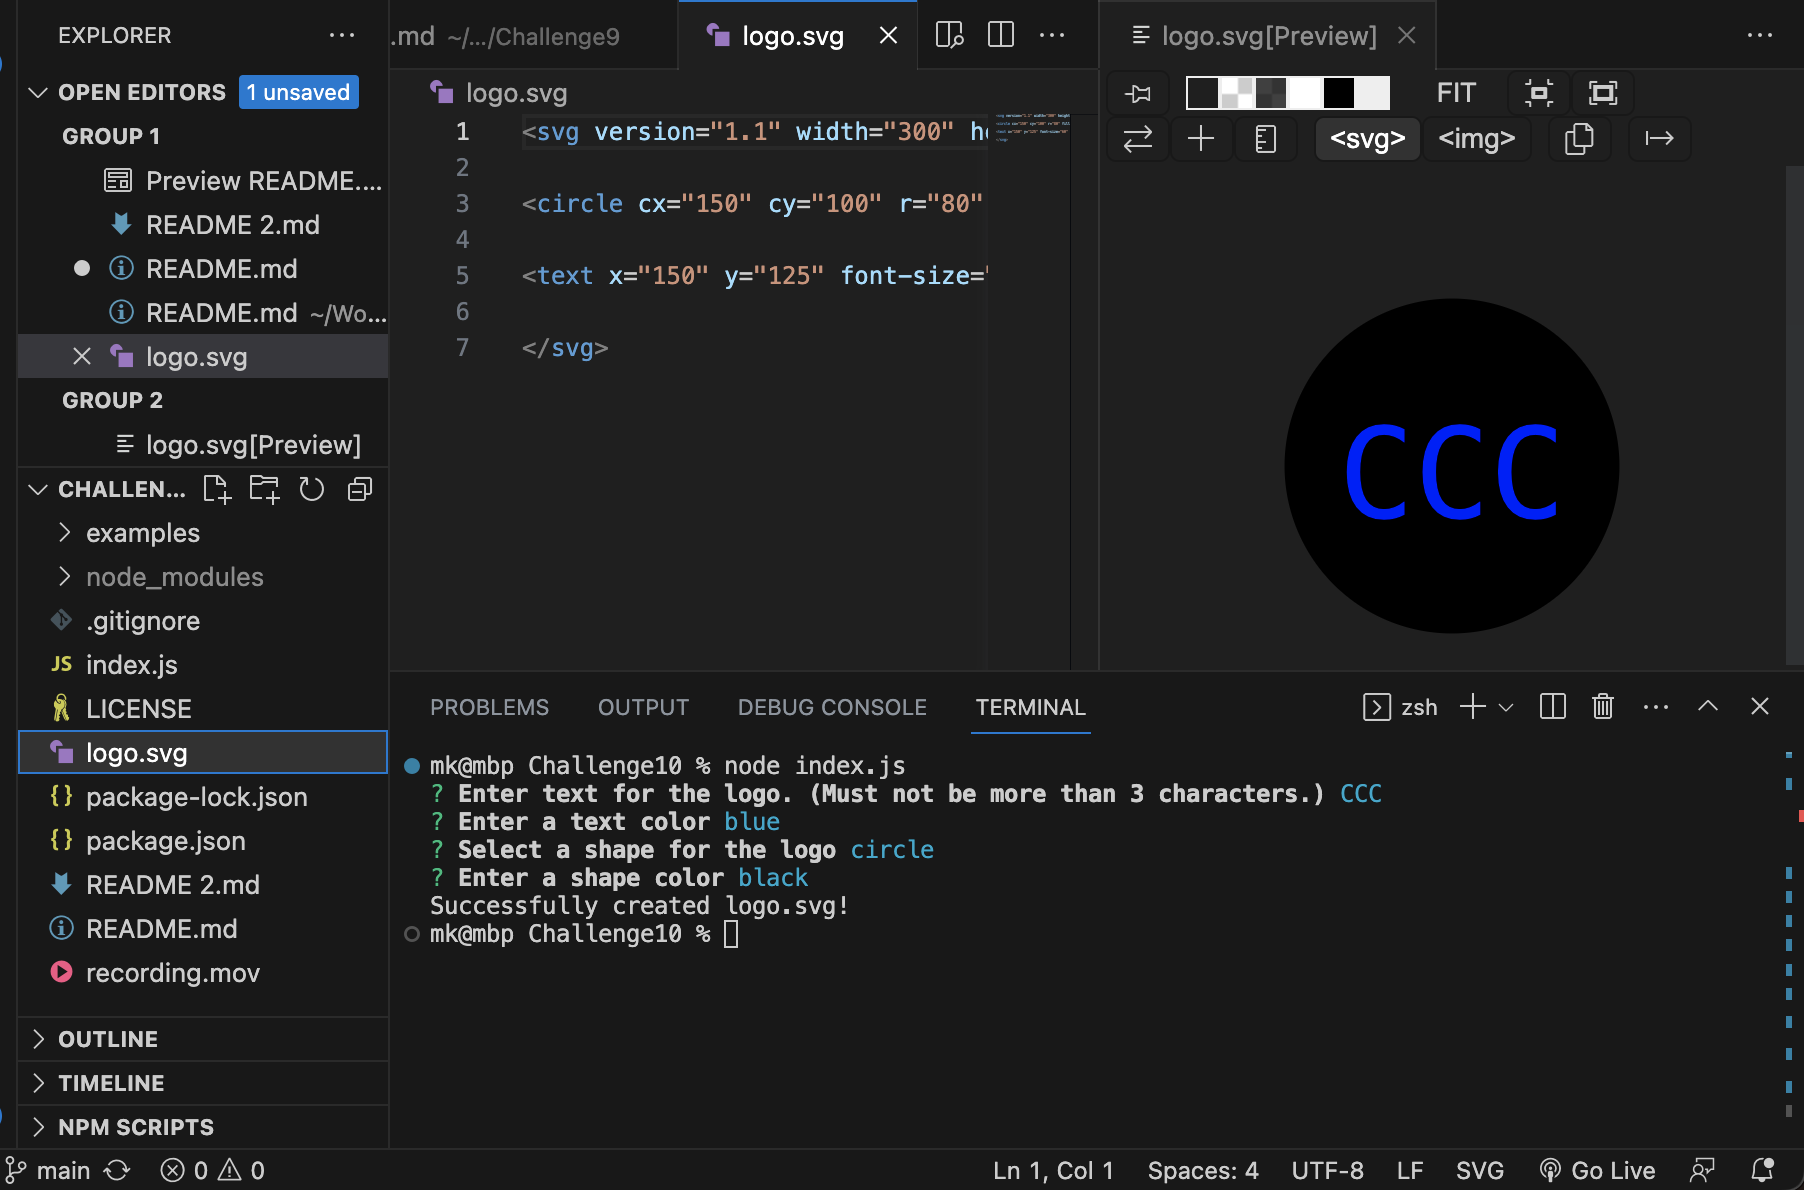 EXPLORER
OPEN EDITORS 1 unsaved
GROUP 1
Preview README....
README 2.md
README.md
README.md ~/Wo...
logo.svg
GROUP 2
logo.svg[Preview]
CHALLEN...
examples
node_modules
.gitignore
JS index.js
LICENSE
logo.svg
{} package-lock.json
{} package.json
README 2.md
README.md
recording.mov
OUTLINE
TIMELINE
NPM SCRIPTS
.md ~/.../Challenge9
logo.svg
logo.svg
1 <svg version="1.1" width="300" he
2
3 <circle cx="150" cy="100" r="80"
4
5 <text x="150" y="125" font-size="
6
7 </svg>
logo.svg[Preview]
FIT
<svg> <img>
CCC
PROBLEMS OUTPUT DEBUG CONSOLE TERMINAL zsh
mk@mbp Challenge10 % node index.js
? Enter text for the logo. (Must not be more than 3 characters.) CCC
? Enter a text color blue
? Select a shape for the logo circle
? Enter a shape color black
Successfully created logo.svg!
mk@mbp Challenge10 %
main 0 0 Ln 1, Col 1 Spaces: 4 UTF-8 LF SVG Go Live